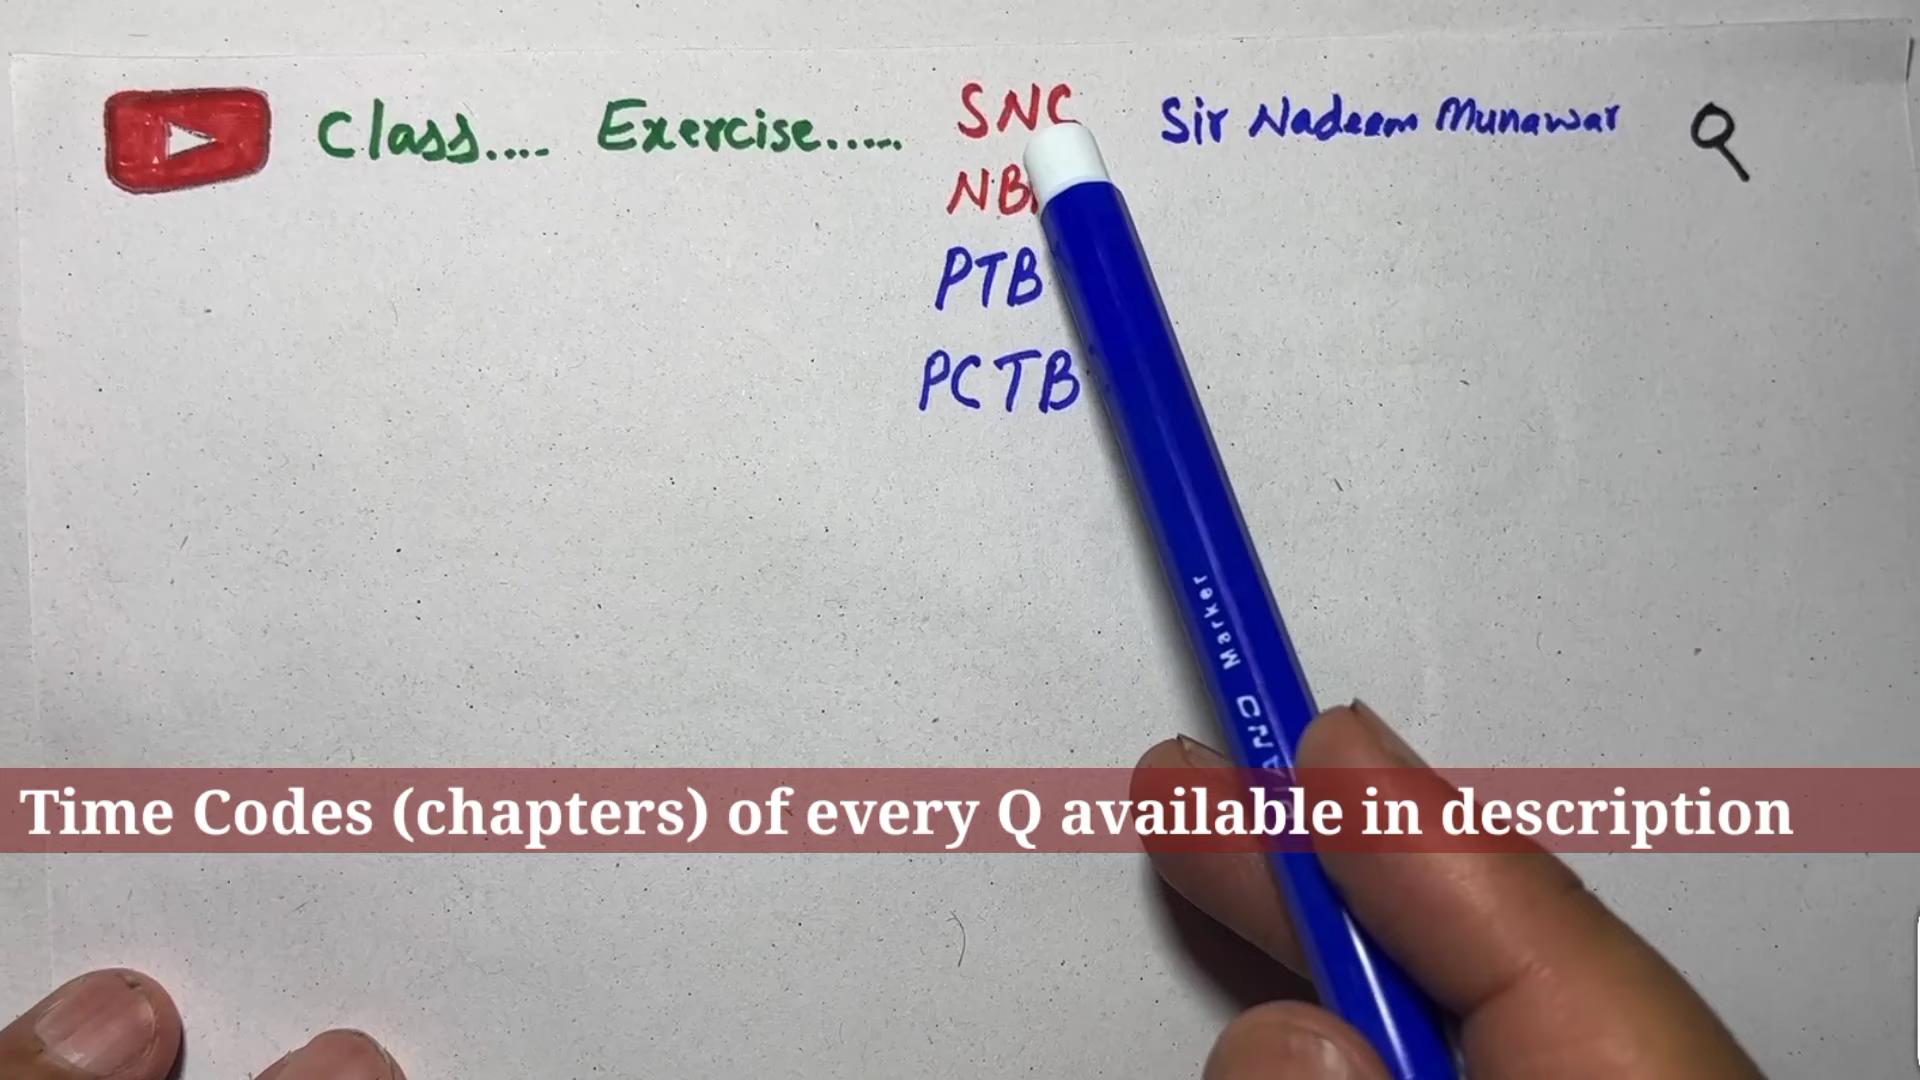 Class.... Exercise..... SNC Sir Nadeem Munawar
PTB
PCTB
Marker
Time Codes (chapters) of every Q available in description